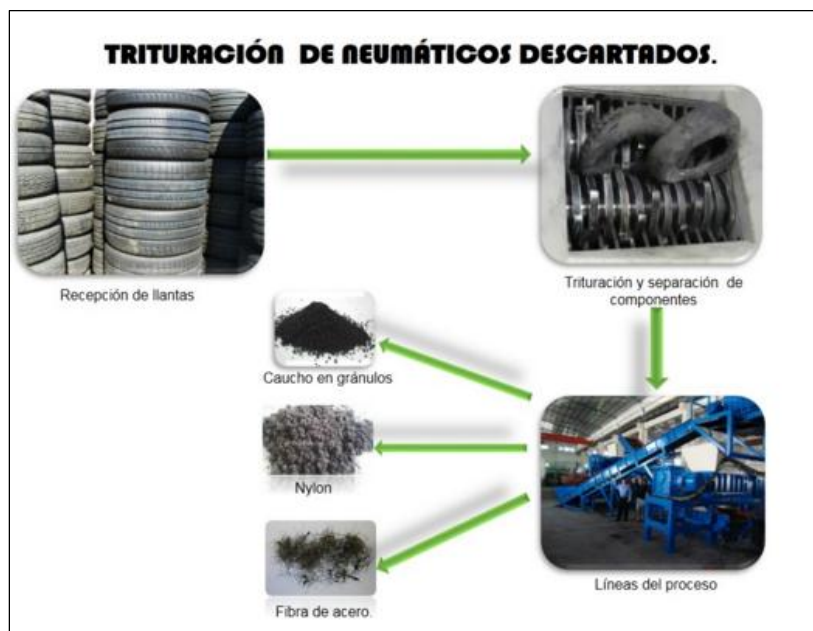 TRITURACIÓN DE NEUMÁTICOS DESCARTADOS.
Recepción de llantas
Trituración y separación de
componentes
Caucho en gránulos
Nylon
Fibra de acero.
Líneas del proceso